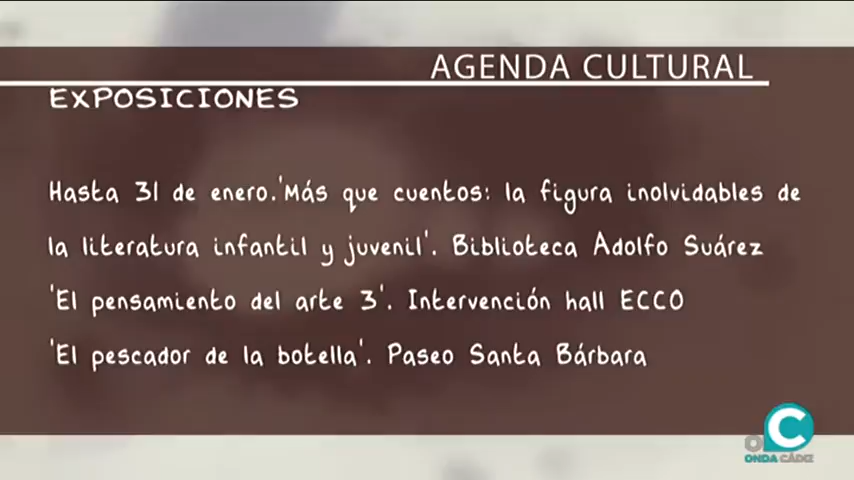 AGENDA CULTURAL
EXPOSICIONES
Hasta 31 de enero.'Más que cuentos: la figura inolvidables de
la literatura infantil y juvenil'. Biblioteca Adolfo Suárez
'El pensamiento del arte 3'. Intervención hall ECCO
'El pescador de la botella'. Paseo Santa Bárbara
OC
ONDA CÁDIZ